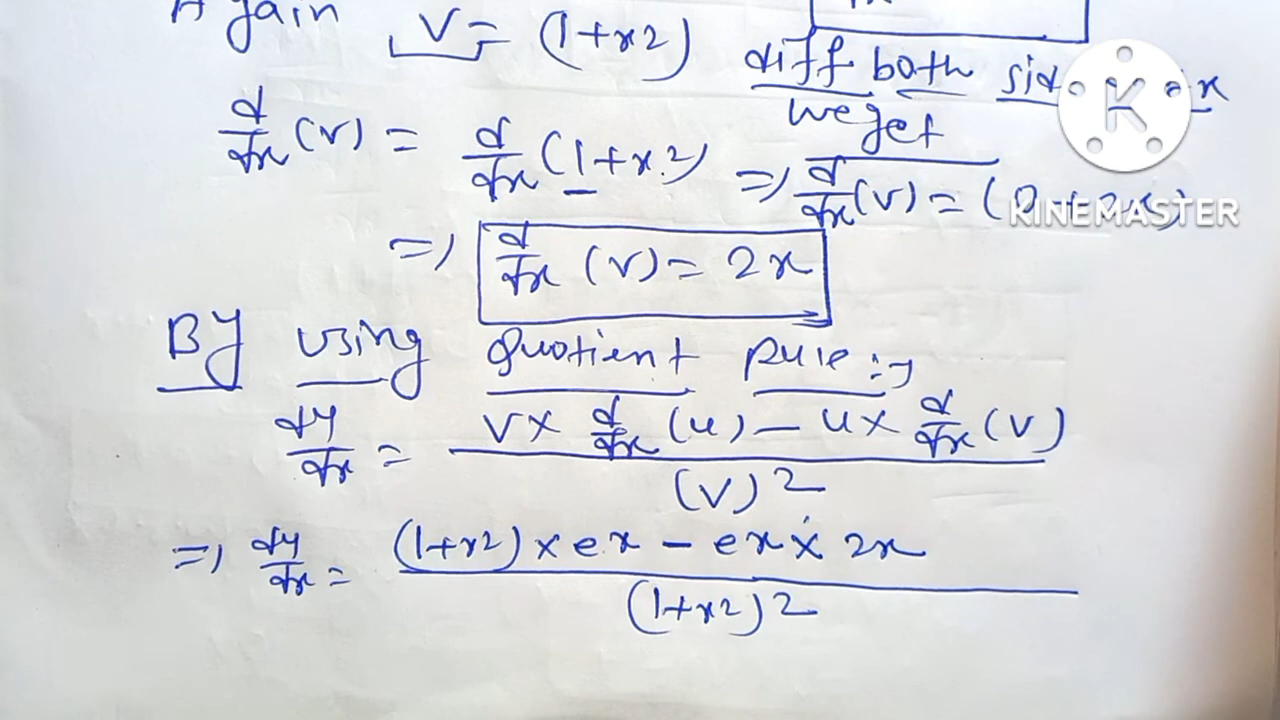 Again V = (1+x2) diff both
we get
d/dx (v) = d/dx (1+x2) => d/dx (v) =
=> d/dx (v) = 2x
By using Quotient Rule :-
dy/dx = V× d/dx (u) - u× d/dx (v) / (v)2
=> dy/dx = (1+x2) × ex - ex × 2x / (1+x2)2
K
KINEMASTER